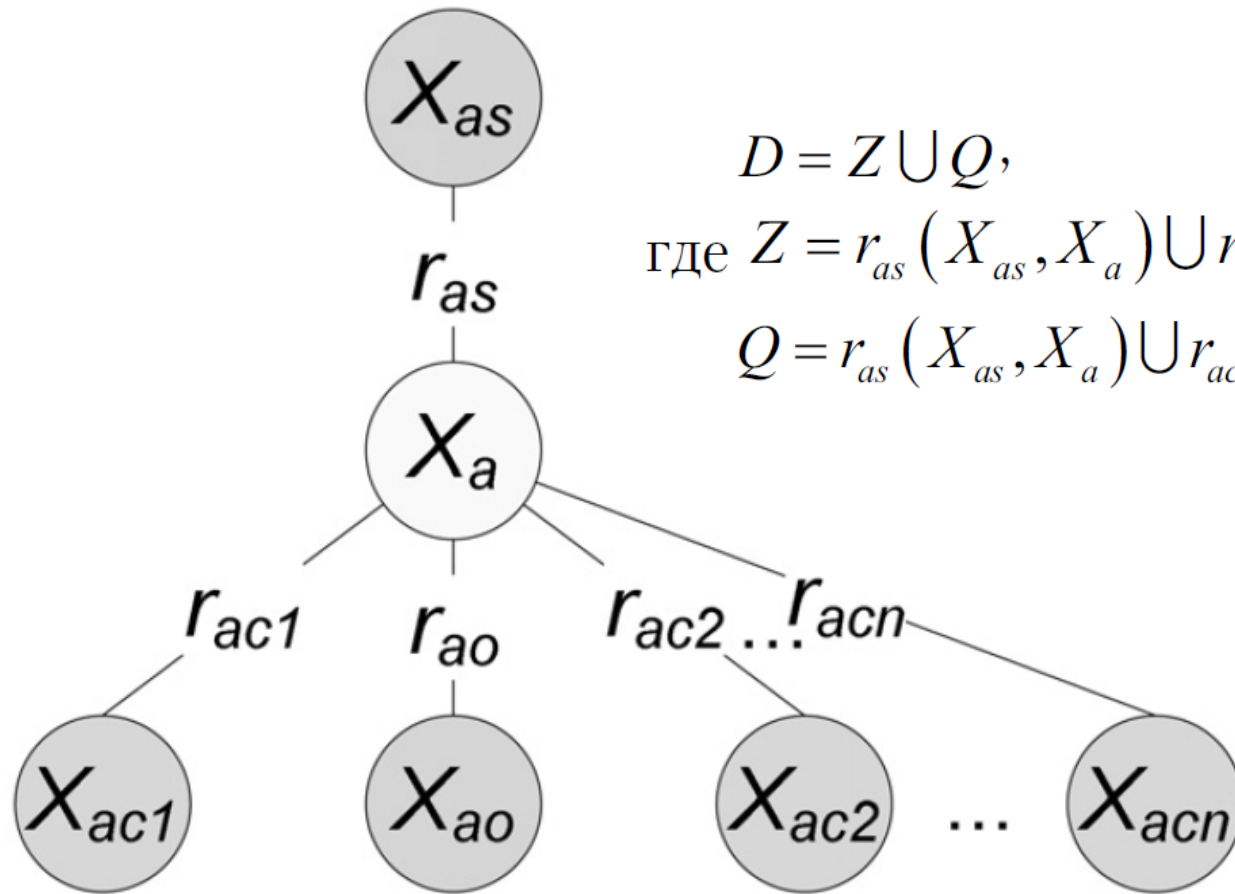 X_as
D = Z ∪ Q,
где Z = r_as (X_as, X_a) ∪ r
r_as
Q = r_as (X_as, X_a) ∪ r_ac
X_a
r_ac1 r_ao r_ac2 ... r_acn
X_ac1 X_ao X_ac2 ... X_acn